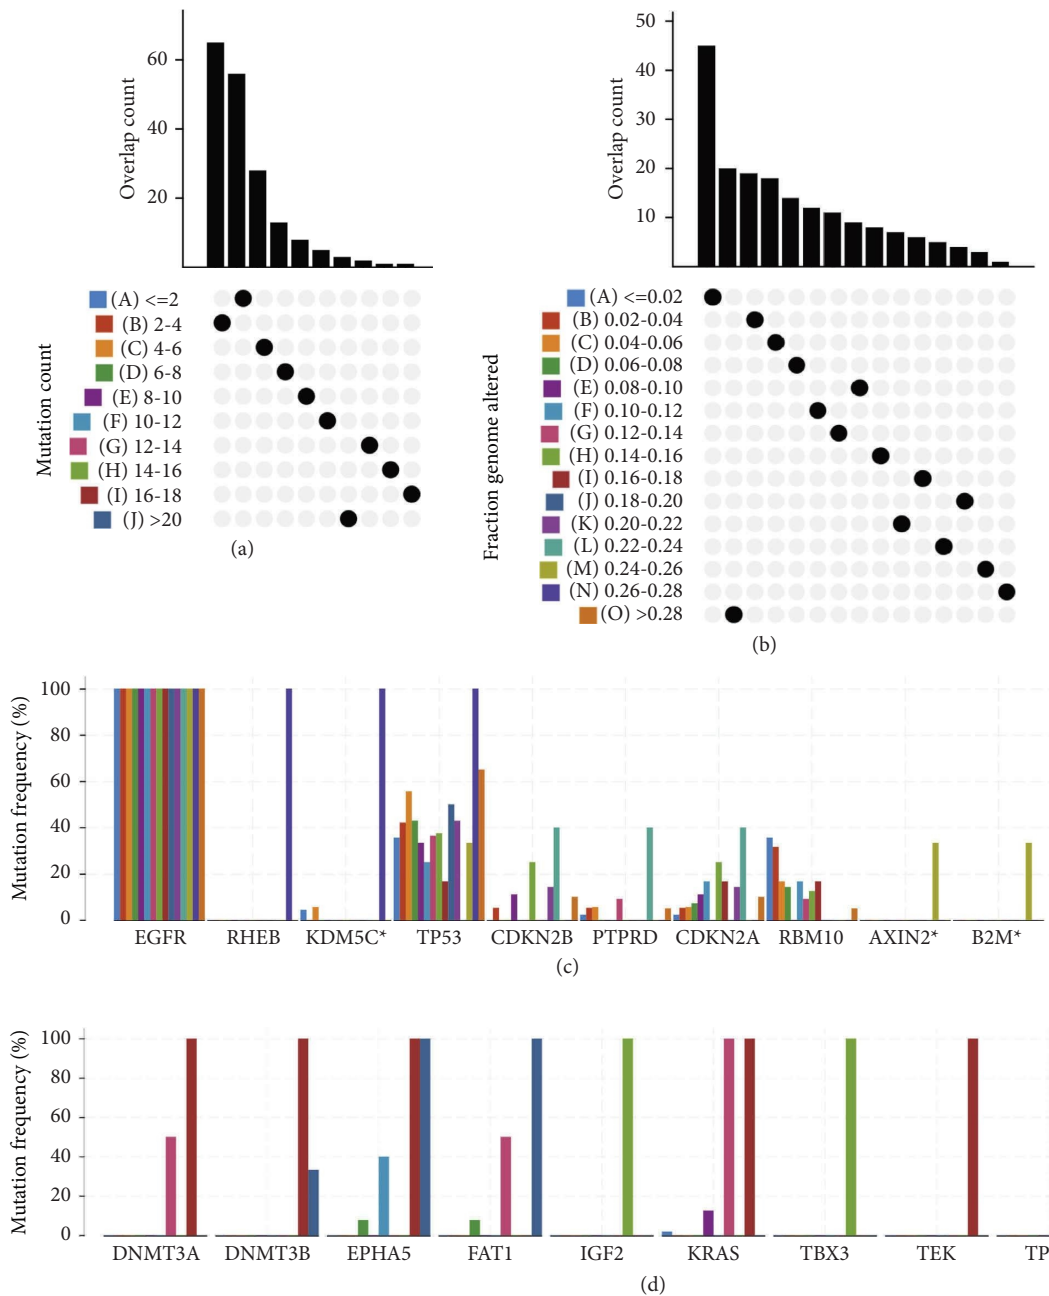 Overlap count
60
40
20
Mutation count
(A) <=2
(B) 2-4
(C) 4-6
(D) 6-8
(E) 8-10
(F) 10-12
(G) 12-14
(H) 14-16
(I) 16-18
(J) >20
(a)
Overlap count
50
40
30
20
10
Fraction genome altered
(A) <=0.02
(B) 0.02-0.04
(C) 0.04-0.06
(D) 0.06-0.08
(E) 0.08-0.10
(F) 0.10-0.12
(G) 0.12-0.14
(H) 0.14-0.16
(I) 0.16-0.18
(J) 0.18-0.20
(K) 0.20-0.22
(L) 0.22-0.24
(M) 0.24-0.26
(N) 0.26-0.28
(O) >0.28
(b)
Mutation frequency (%)
100
80
60
40
20
0
EGFR RHEB KDM5C* TP53 CDKN2B PTPRD CDKN2A RBM10 AXIN2* B2M*
(c)
Mutation frequency (%)
100
80
60
40
20
0
DNMT3A DNMT3B EPHA5 FAT1 IGF2 KRAS TBX3 TEK TP
(d)